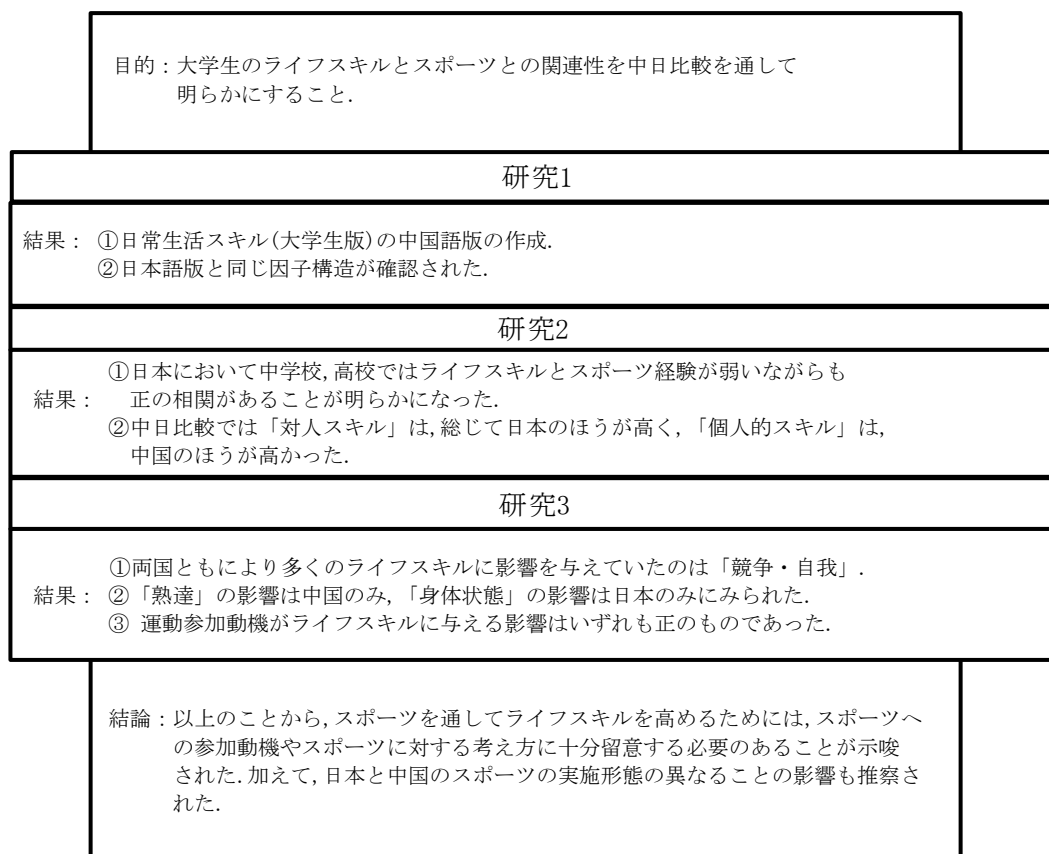 目的：大学生のライフスキルとスポーツとの関連性を中日比較を通して
明らかにすること.
研究1
結果： ①日常生活スキル(大学生版)の中国語版の作成.
②日本語版と同じ因子構造が確認された.
研究2
①日本において中学校,高校ではライフスキルとスポーツ経験が弱いながらも
結果： 正の相関があることが明らかになった.
②中日比較では「対人スキル」は,総じて日本のほうが高く,「個人的スキル」は,
中国のほうが高かった.
研究3
①両国ともにより多くのライフスキルに影響を与えていたのは「競争・自我」.
結果： ②「熟達」の影響は中国のみ,「身体状態」の影響は日本のみにみられた.
③ 運動参加動機がライフスキルに与える影響はいずれも正のものであった.
結論：以上のことから,スポーツを通してライフスキルを高めるためには,スポーツへ
の参加動機やスポーツに対する考え方に十分留意する必要のあることが示唆
された.加えて,日本と中国のスポーツの実施形態の異なることの影響も推察さ
れた.